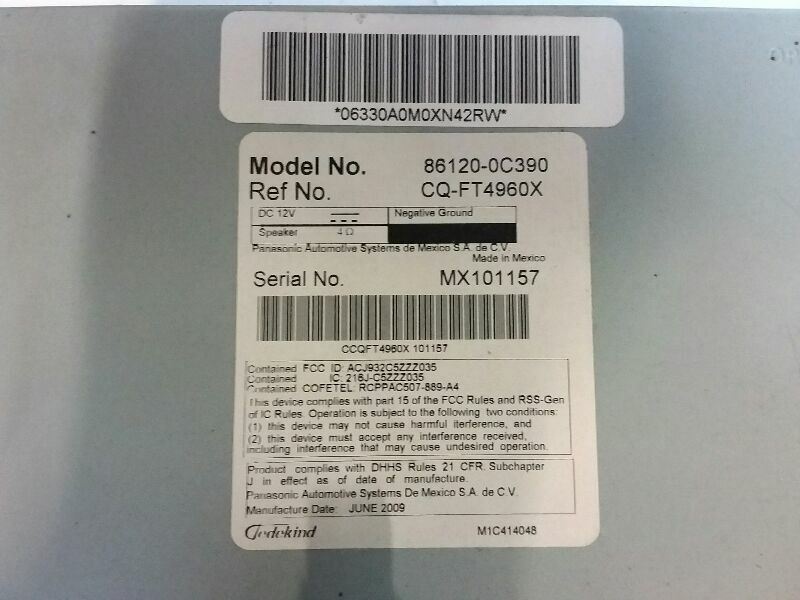 *06330A0M0XN42RW*
Model No. 86120-0C390
Ref No. CQ-FT4960X
DC 12V Negative Ground
Speaker 4Ω
Panasonic Automotive Systems de Mexico S.A. de C.V.
Made in Mexico
Serial No. MX101157
CCQFT4960X 101157
Contained FCC ID: ACJ932C5ZZZ035
Contained IC: 216J-C5ZZZ035
Contained COFETEL: RCPPAC507-889-A4
This device complies with part 15 of the FCC Rules and RSS-Gen
of IC Rules. Operation is subject to the following two conditions:
(1) this device may not cause harmful iterference, and
(2) this device must accept any interference received,
including interference that may cause undesired operation.
Product complies with DHHS Rules 21 CFR. Subchapter
J in effect as of date of manufacture.
Panasonic Automotive Systems De Mexico S.A. de C.V.
Manufacture Date: JUNE 2009
Gedekind M1C414048